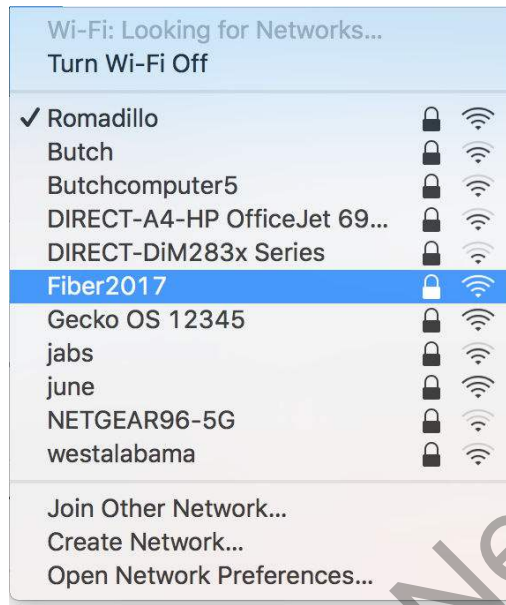 Wi-Fi: Looking for Networks...
Turn Wi-Fi Off
✓ Romadillo
Butch
Butchcomputer5
DIRECT-A4-HP OfficeJet 69...
DIRECT-DiM283x Series
Fiber2017
Gecko OS 12345
jabs
june
NETGEAR96-5G
westalabama
Join Other Network...
Create Network...
Open Network Preferences...